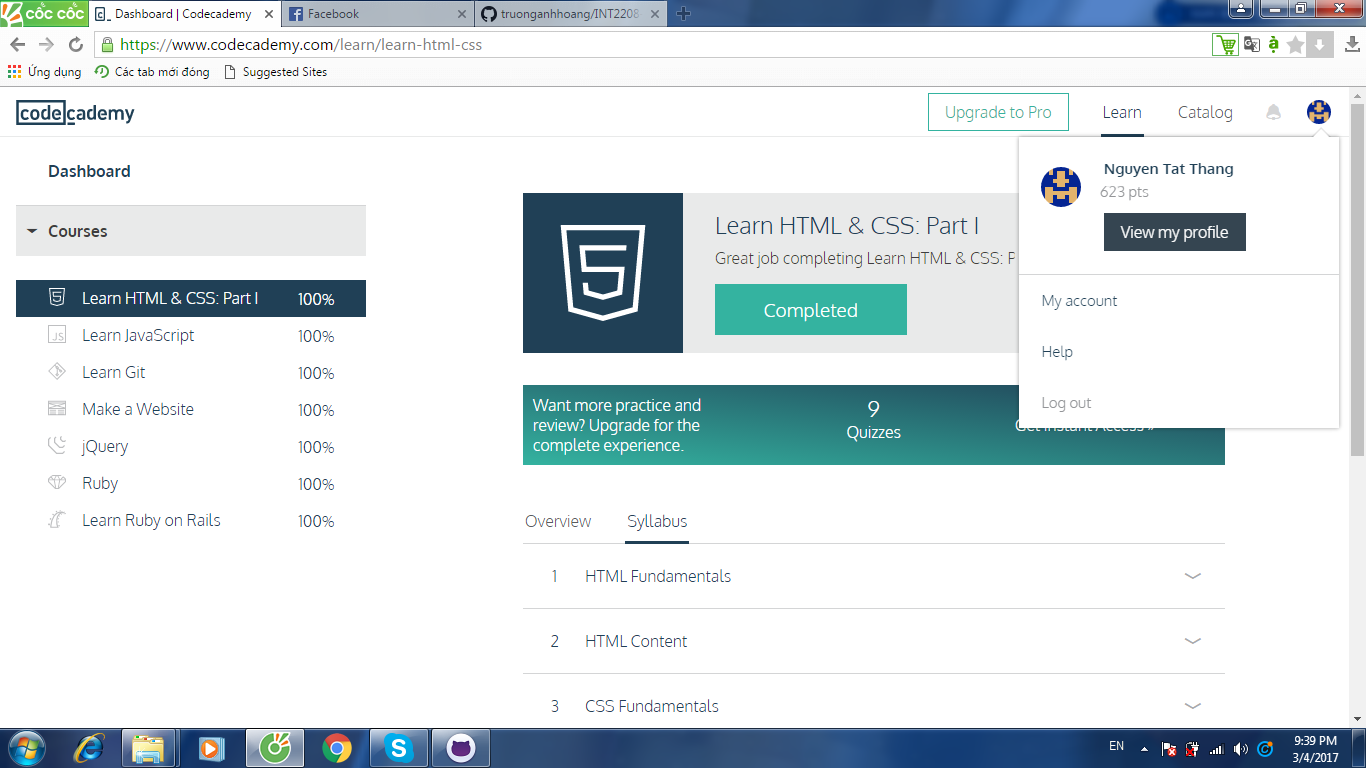 CỐC CỐC
Dashboard | Codecademy
Facebook
truonganhhoang/INT2208
https://www.codecademy.com/learn/learn-html-css
Ứng dụng
Các tab mới đóng
Suggested Sites
codecademy
Upgrade to Pro
Learn
Catalog
Nguyen Tat Thang
623 pts
View my profile
My account
Help
Log out
Dashboard
Courses
Learn HTML & CSS: Part I 100%
Learn JavaScript 100%
Learn Git 100%
Make a Website 100%
jQuery 100%
Ruby 100%
Learn Ruby on Rails 100%
Learn HTML & CSS: Part I
Great job completing Learn HTML & CSS: P
Completed
Want more practice and
review? Upgrade for the
complete experience.
9
Quizzes
Get Instant Access »
Overview
Syllabus
1 HTML Fundamentals
2 HTML Content
3 CSS Fundamentals
EN
9:39 PM
3/4/2017